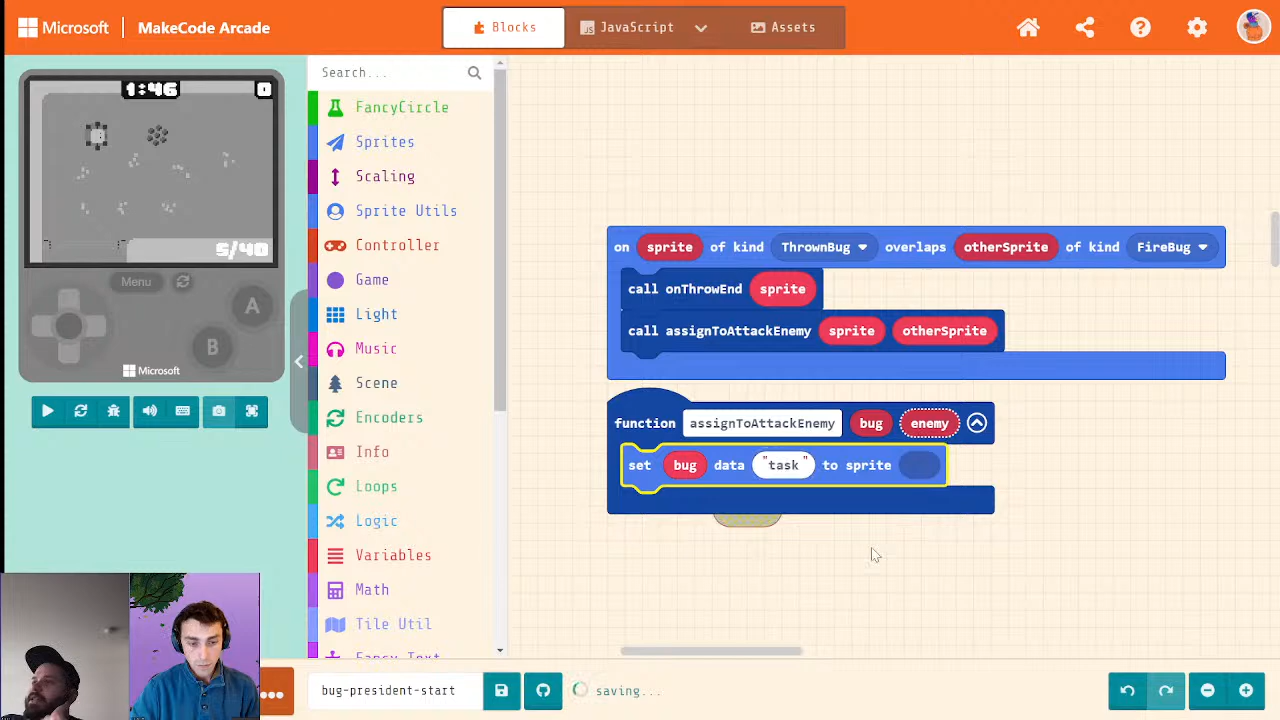 Microsoft | MakeCode Arcade
Blocks
JavaScript
Assets
1:46
0
5/40
Menu
A
B
Microsoft
Search...
FancyCircle
Sprites
Scaling
Sprite Utils
Controller
Game
Light
Music
Scene
Encoders
Info
Loops
Logic
Variables
Math
Tile Util
Fancy Text
on sprite of kind ThrownBug overlaps otherSprite of kind FireBug
call onThrowEnd sprite
call assignToAttackEnemy sprite otherSprite
function assignToAttackEnemy bug enemy
set bug data "task" to sprite
bug-president-start
saving...